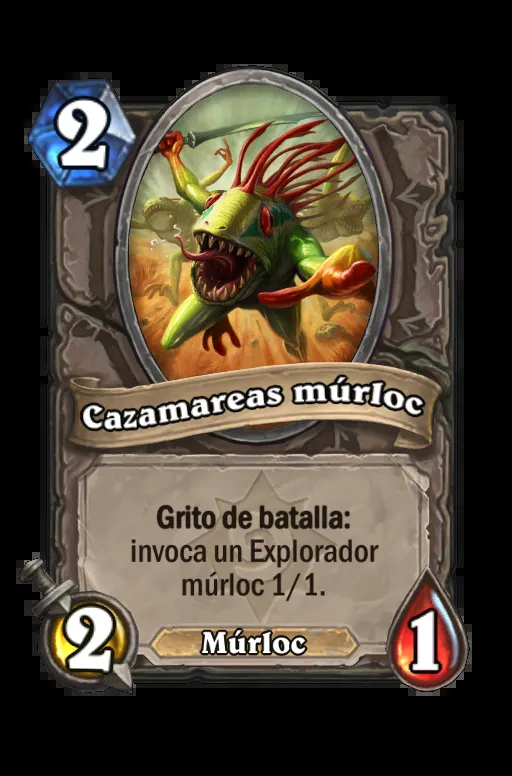 2
Cazamareas múrloc
Grito de batalla:
invoca un Explorador
múrloc 1/1.
2
Múrloc
1